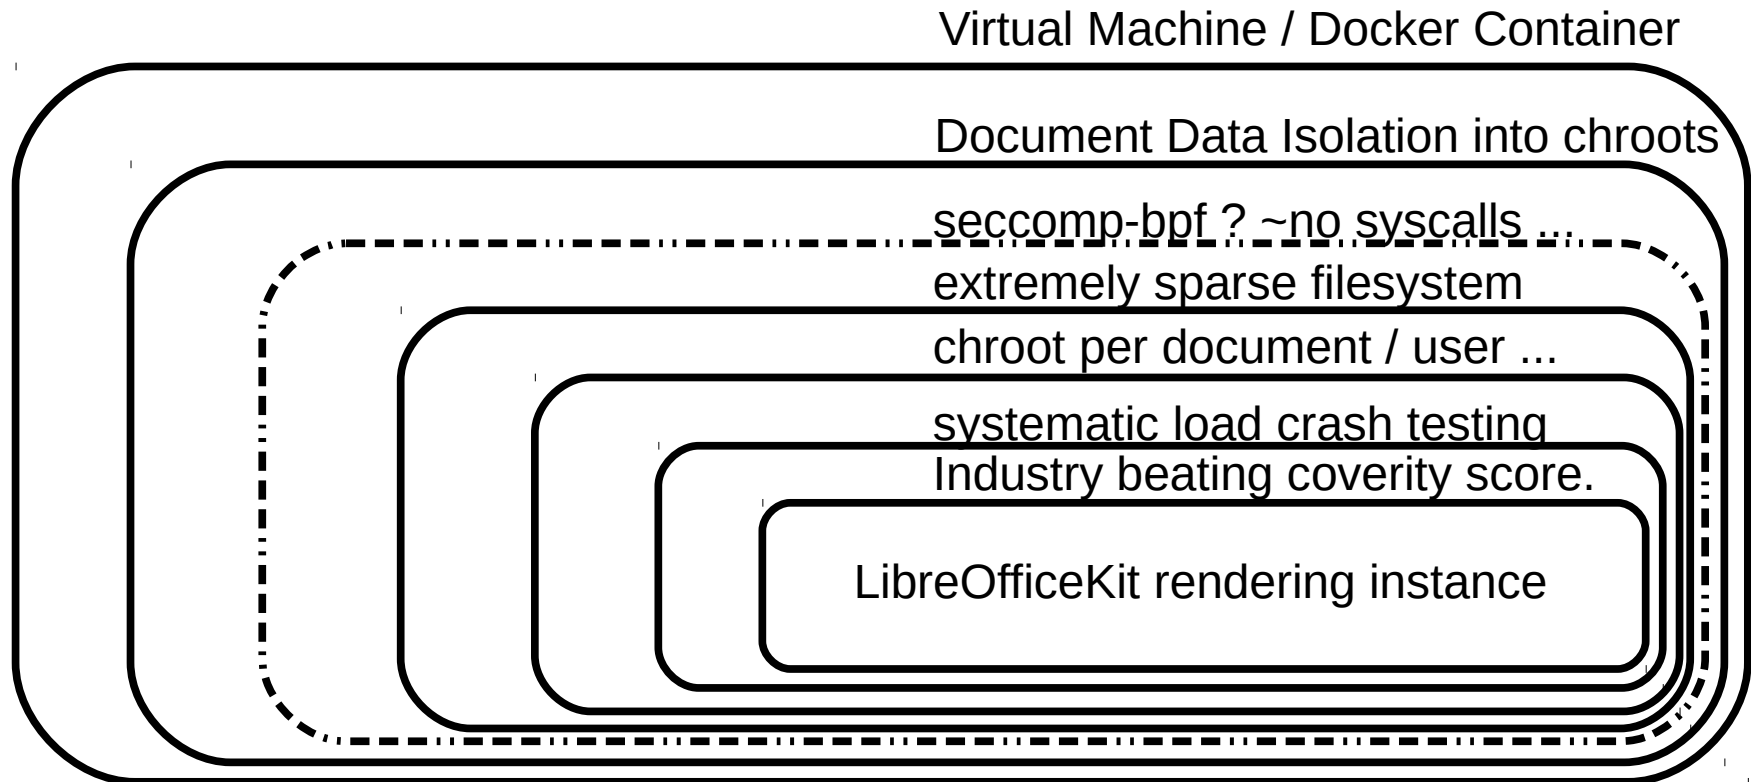 Virtual Machine / Docker Container
Document Data Isolation into chroots
seccomp-bpf ? ~no syscalls ...
extremely sparse filesystem
chroot per document / user ...
systematic load crash testing
Industry beating coverity score.
LibreOfficeKit rendering instance